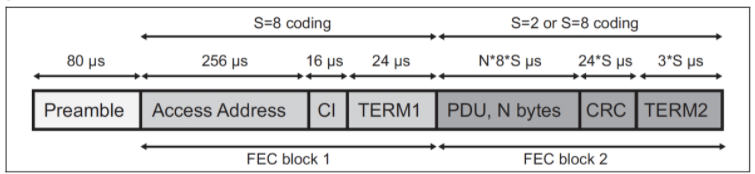 S=8 coding S=2 or S=8 coding
80 µs 256 µs 16 µs 24 µs N*8*S µs 24*S µs 3*S µs
Preamble Access Address CI TERM1 PDU, N bytes CRC TERM2
FEC block 1 FEC block 2